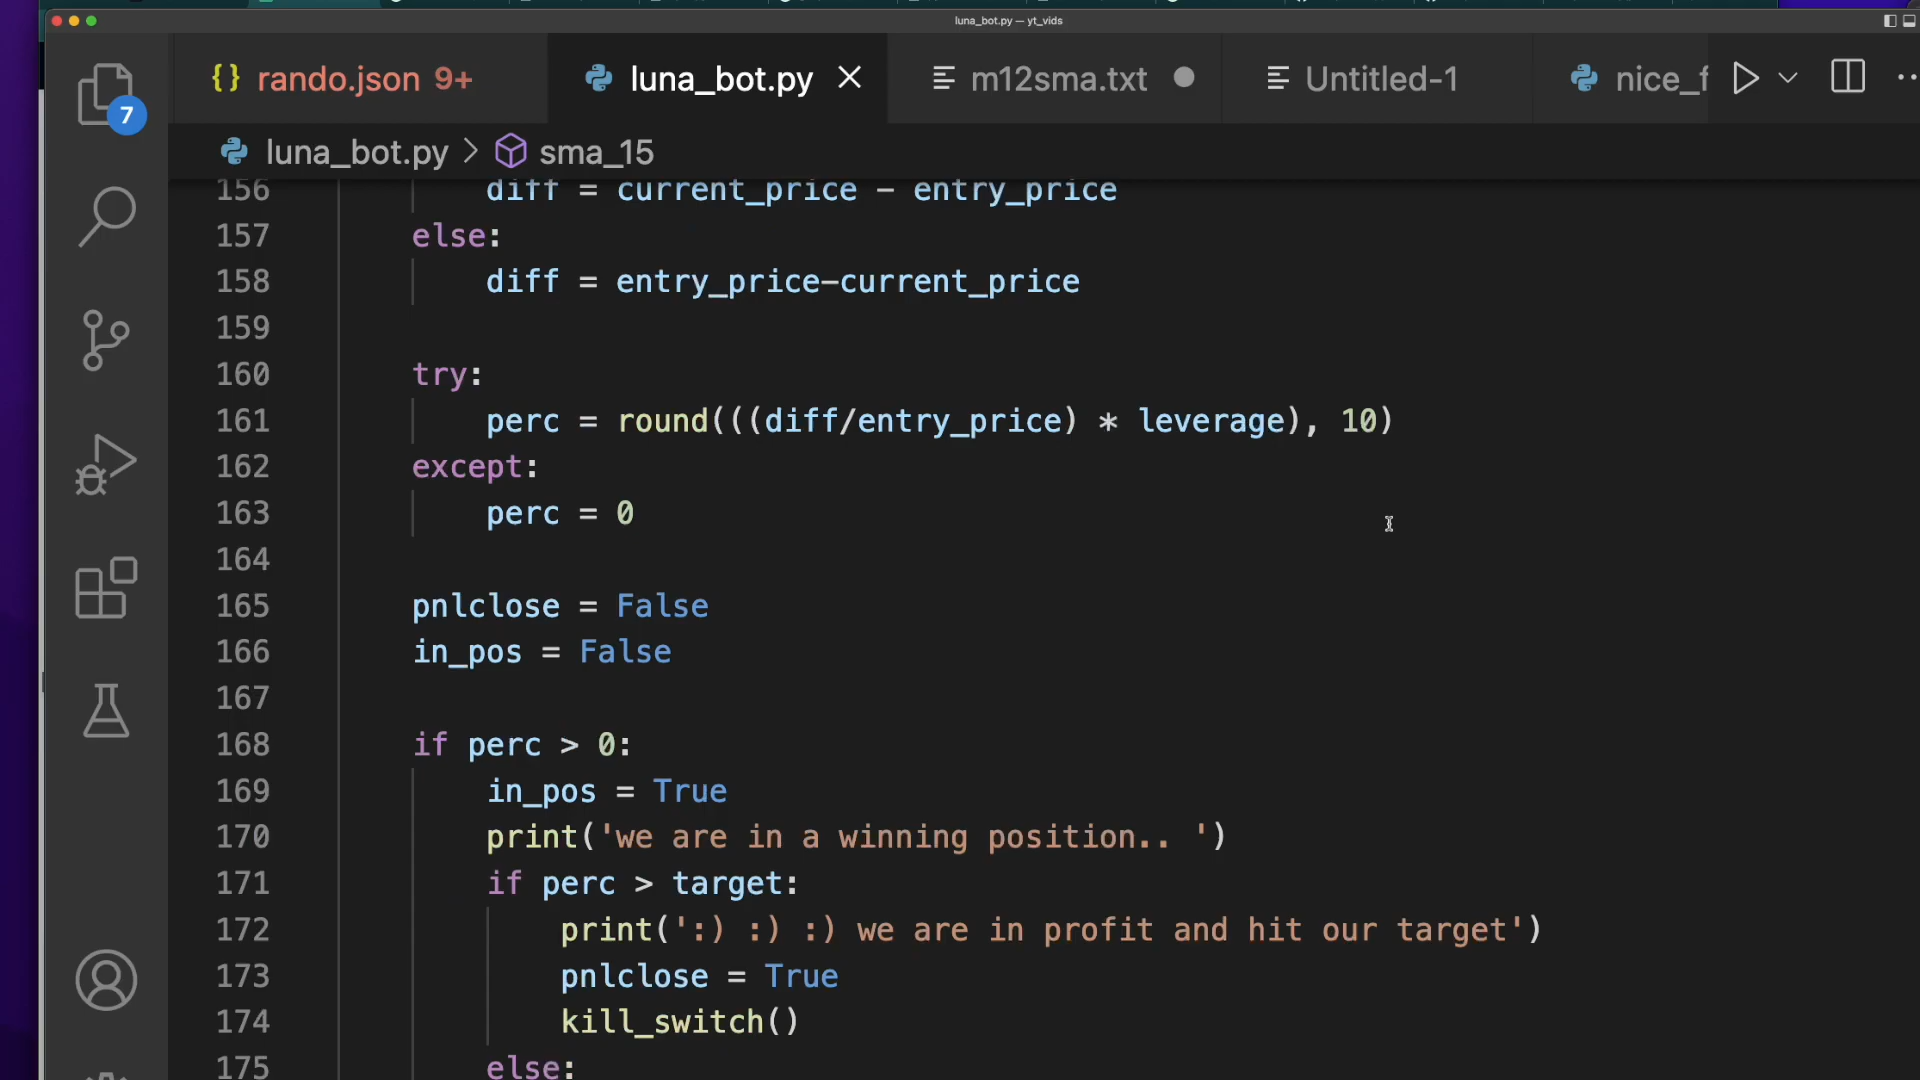 luna_bot.py — yt_vids
rando.json 9+
luna_bot.py
m12sma.txt
Untitled-1
nice_f
7
luna_bot.py > sma_15
156 diff = current_price - entry_price
157 else:
158 diff = entry_price-current_price
159
160 try:
161 perc = round(((diff/entry_price) * leverage), 10)
162 except:
163 perc = 0
164
165 pnlclose = False
166 in_pos = False
167
168 if perc > 0:
169 in_pos = True
170 print('we are in a winning position.. ')
171 if perc > target:
172 print(':) :) :) we are in profit and hit our target')
173 pnlclose = True
174 kill_switch()
175 else: